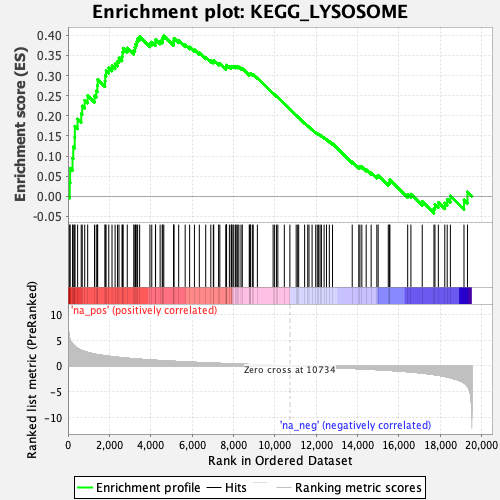 Enrichment plot: KEGG_LYSOSOME
Enrichment score (ES)
0.40
0.35
0.30
0.25
0.20
0.15
0.10
0.05
0.00
-0.05
Ranked list metric (PreRanked)
10
5
0
-5
-10
'na_pos' (positively correlated)
Zero cross at 10734
'na_neg' (negatively correlated)
0
2,000
4,000
6,000
8,000
10,000
12,000
14,000
16,000
18,000
20,000
Rank in Ordered Dataset
Enrichment profile
Hits
Ranking metric scores